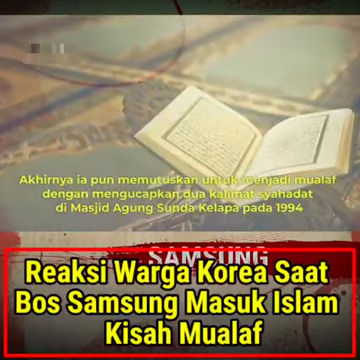 Akhirnya ia pun memutuskan untuk menjadi mualaf
dengan mengucapkan dua kalimat syahadat
di Masjid Agung Sunda Kelapa pada 1994
SAMSUNG
Reaksi Warga Korea Saat
Bos Samsung Masuk Islam
Kisah Mualaf